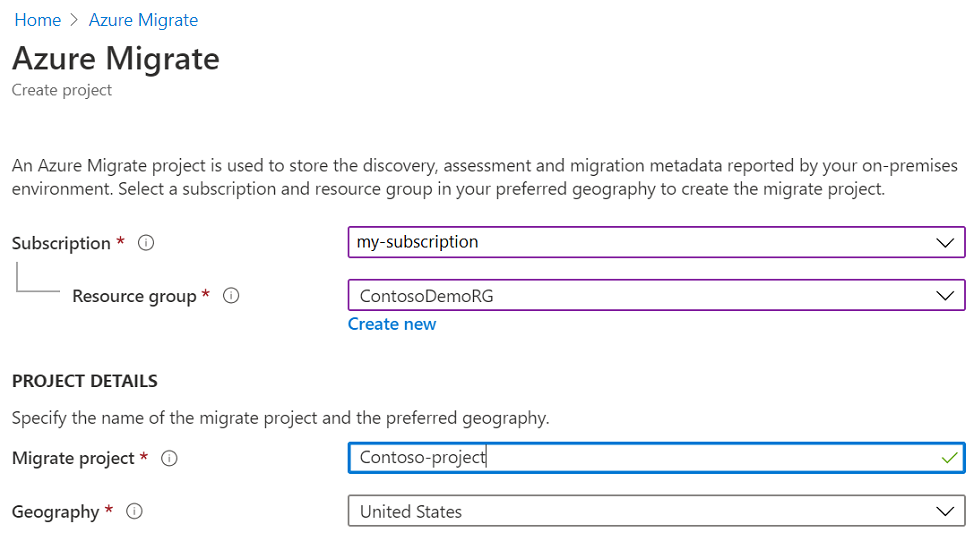 Home > Azure Migrate
Azure Migrate
Create project
An Azure Migrate project is used to store the discovery, assessment and migration metadata reported by your on-premises
environment. Select a subscription and resource group in your preferred geography to create the migrate project.
Subscription * my-subscription
Resource group * ContosoDemoRG
Create new
PROJECT DETAILS
Specify the name of the migrate project and the preferred geography.
Migrate project * Contoso-project
Geography * United States